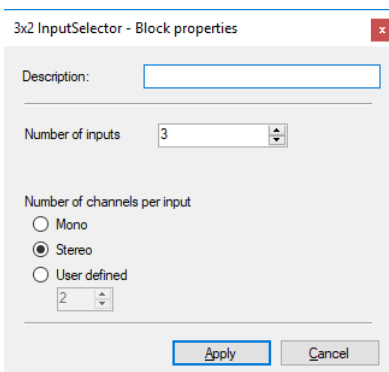 3x2 InputSelector - Block properties
x
Description:
Number of inputs 3
Number of channels per input
Mono
Stereo
User defined
2
Apply Cancel